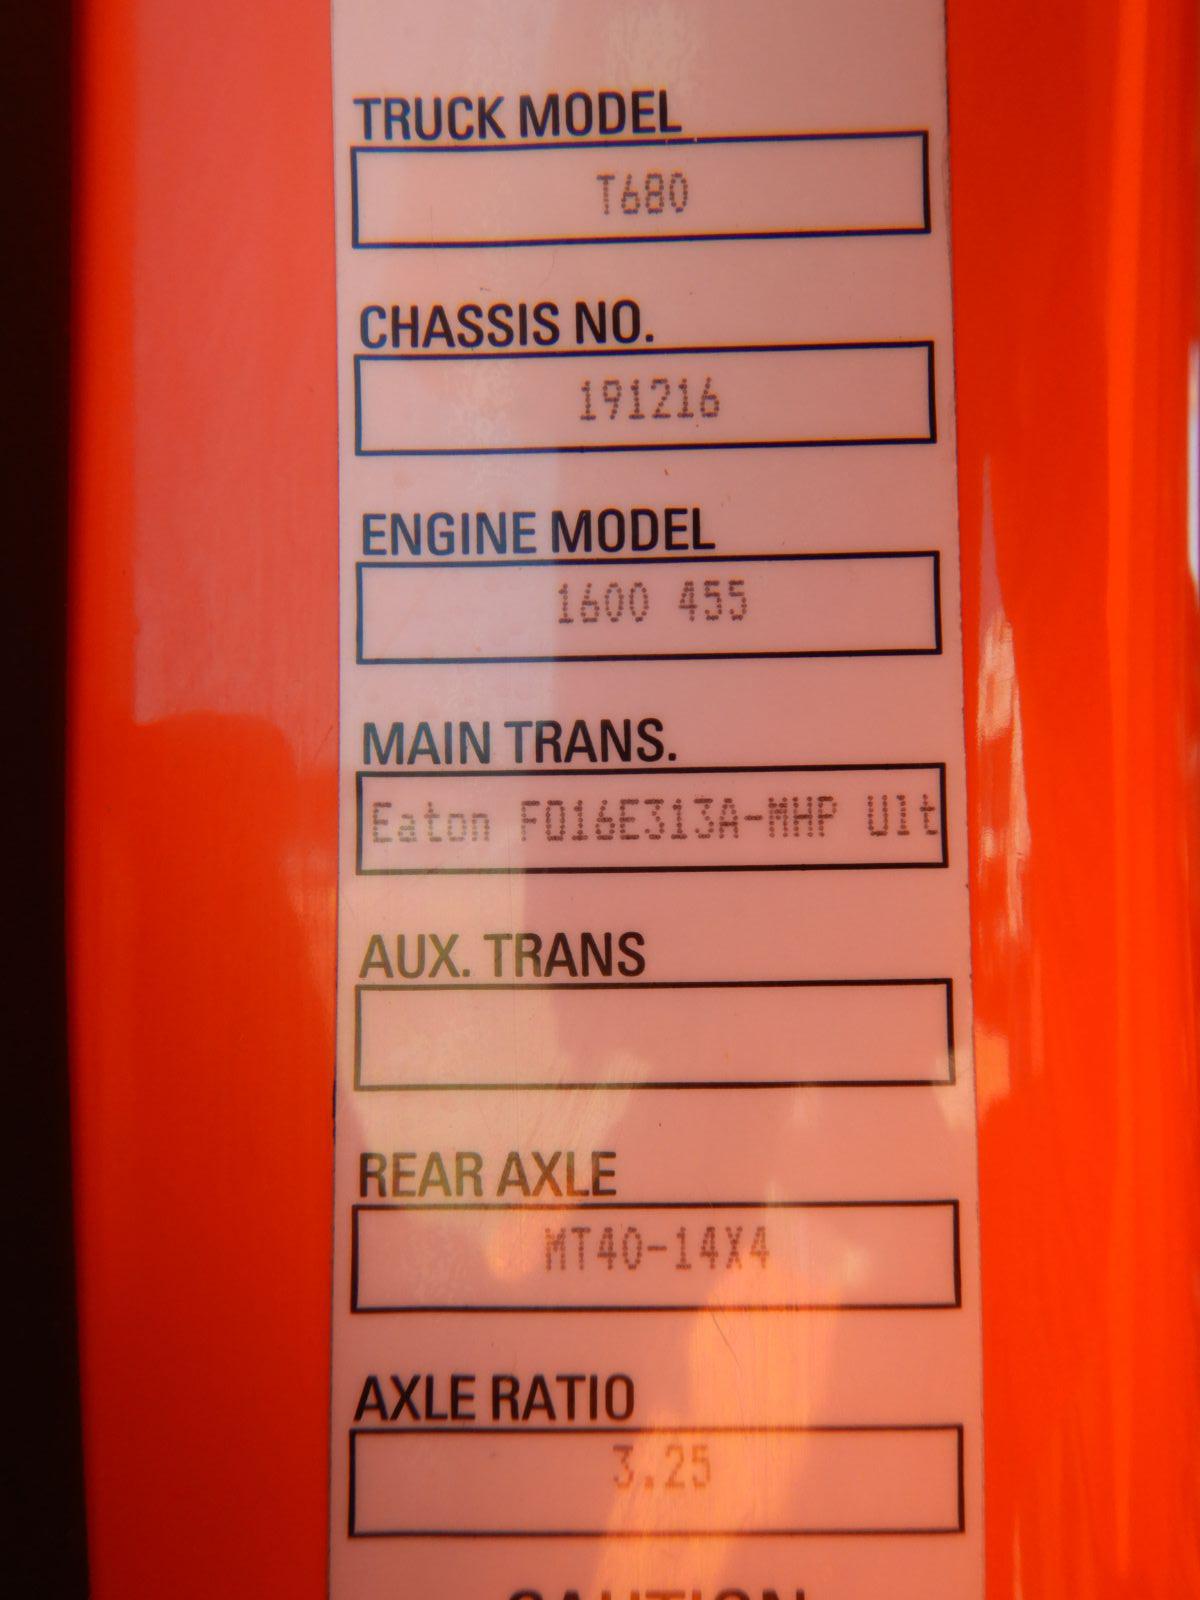 TRUCK MODEL
T680
CHASSIS NO.
191216
ENGINE MODEL
1600 455
MAIN TRANS.
Eaton FO16E313A-MHP Ult
AUX. TRANS
REAR AXLE
MT40-14X4
AXLE RATIO
3.25
CAUTION